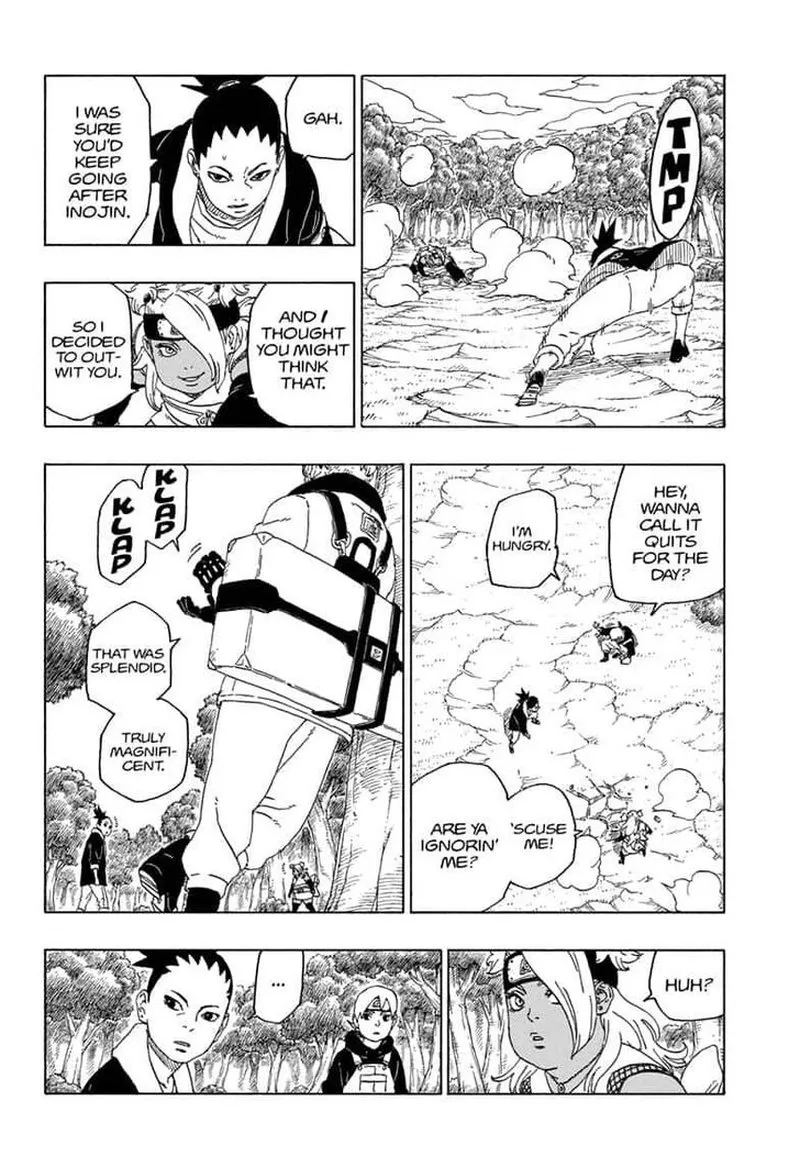 TMP
GAH.
I WAS
SURE
YOU'D
KEEP
GOING
AFTER
INOJIN.
AND I
THOUGHT
YOU MIGHT
THINK
THAT.
SO I
DECIDED
TO OUT-
WIT YOU.
HEY,
WANNA
CALL IT
QUITS
FOR THE
DAY?
I'M
HUNGRY.
'SCUSE
ME!
ARE YA
IGNORIN'
ME?
KLAP
KLAP
THAT WAS
SPLENDID.
TRULY
MAGNIFI-
CENT.
HUH?
...